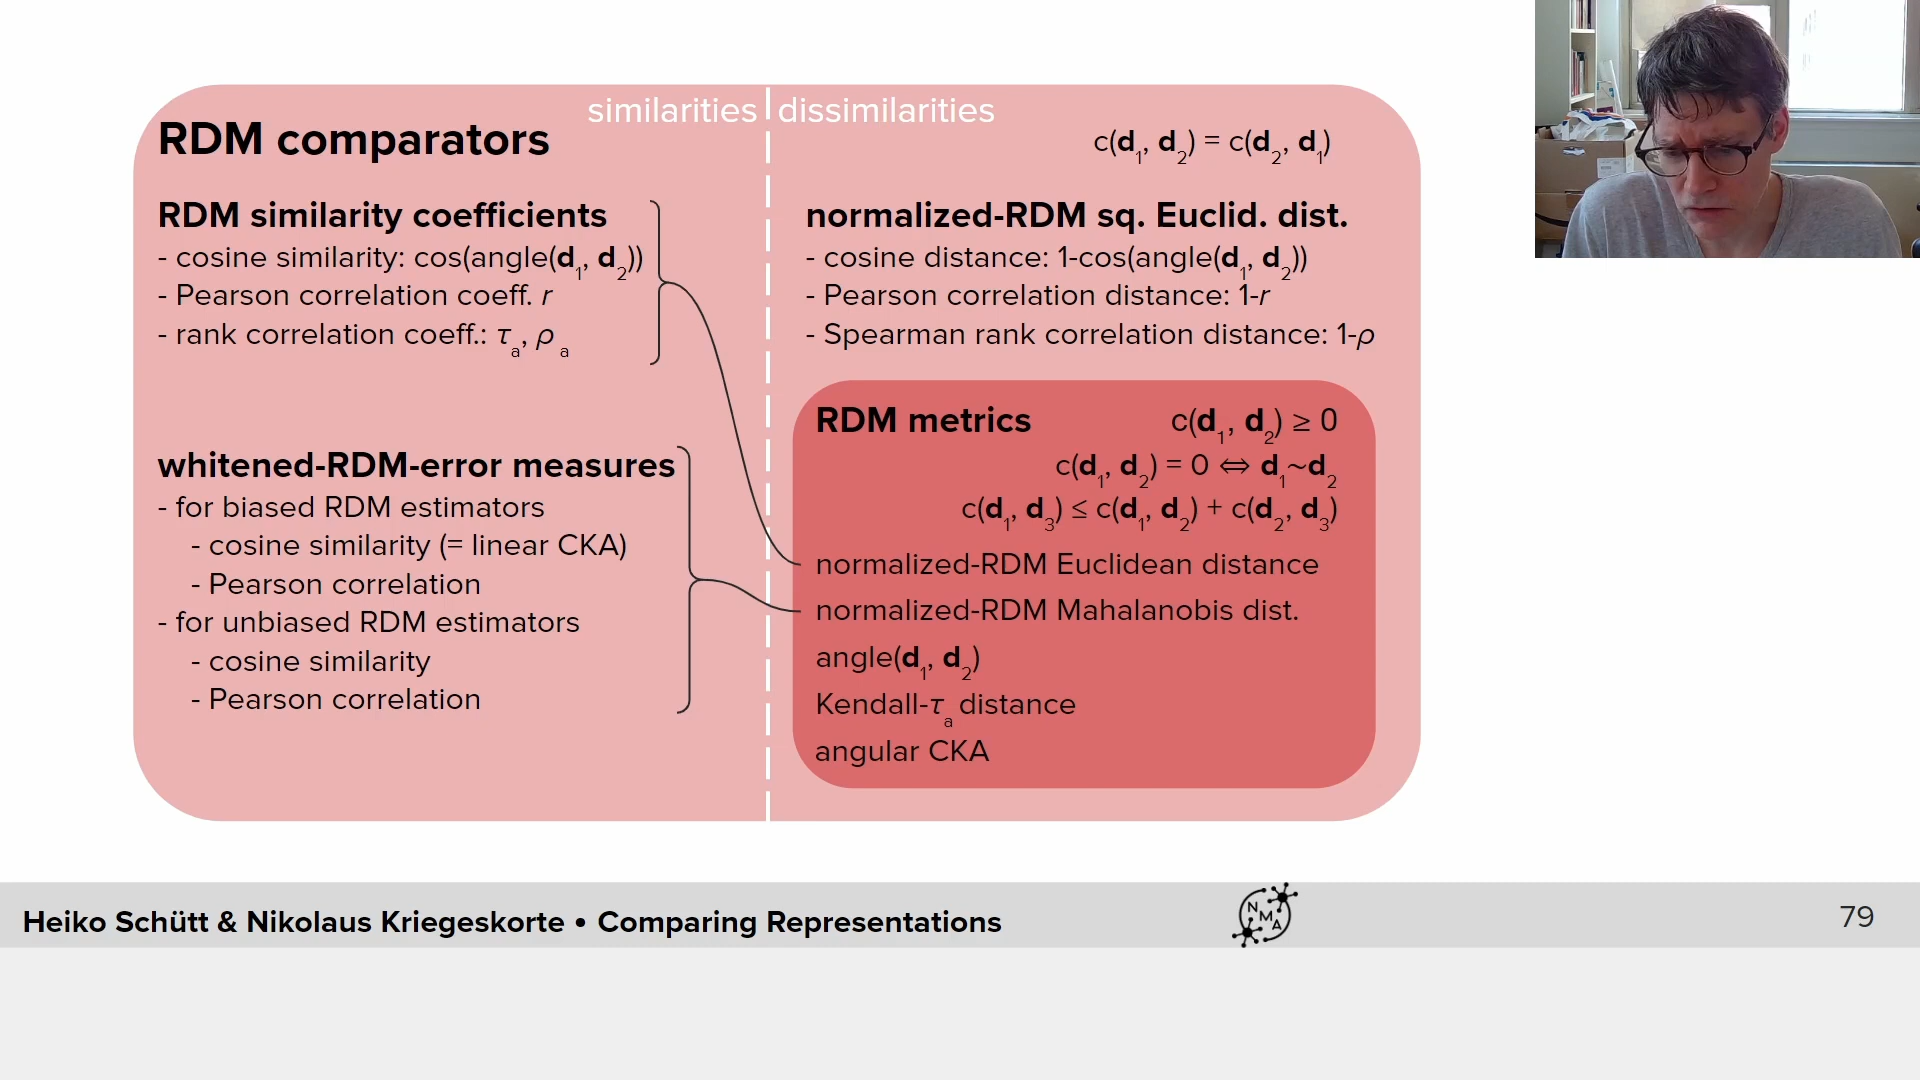 similarities dissimilarities
RDM comparators
c(d1, d2) = c(d2, d1)
RDM similarity coefficients
- cosine similarity: cos(angle(d1, d2))
- Pearson correlation coeff. r
- rank correlation coeff.: τa, ρa
normalized-RDM sq. Euclid. dist.
- cosine distance: 1-cos(angle(d1, d2))
- Pearson correlation distance: 1-r
- Spearman rank correlation distance: 1-ρ
whitened-RDM-error measures
- for biased RDM estimators
- cosine similarity (= linear CKA)
- Pearson correlation
- for unbiased RDM estimators
- cosine similarity
- Pearson correlation
RDM metrics
c(d1, d2) ≥ 0
c(d1, d2) = 0 ⇔ d1~d2
c(d1, d3) ≤ c(d1, d2) + c(d2, d3)
normalized-RDM Euclidean distance
normalized-RDM Mahalanobis dist.
angle(d1, d2)
Kendall-τa distance
angular CKA
Heiko Schütt & Nikolaus Kriegeskorte • Comparing Representations
NMA
79